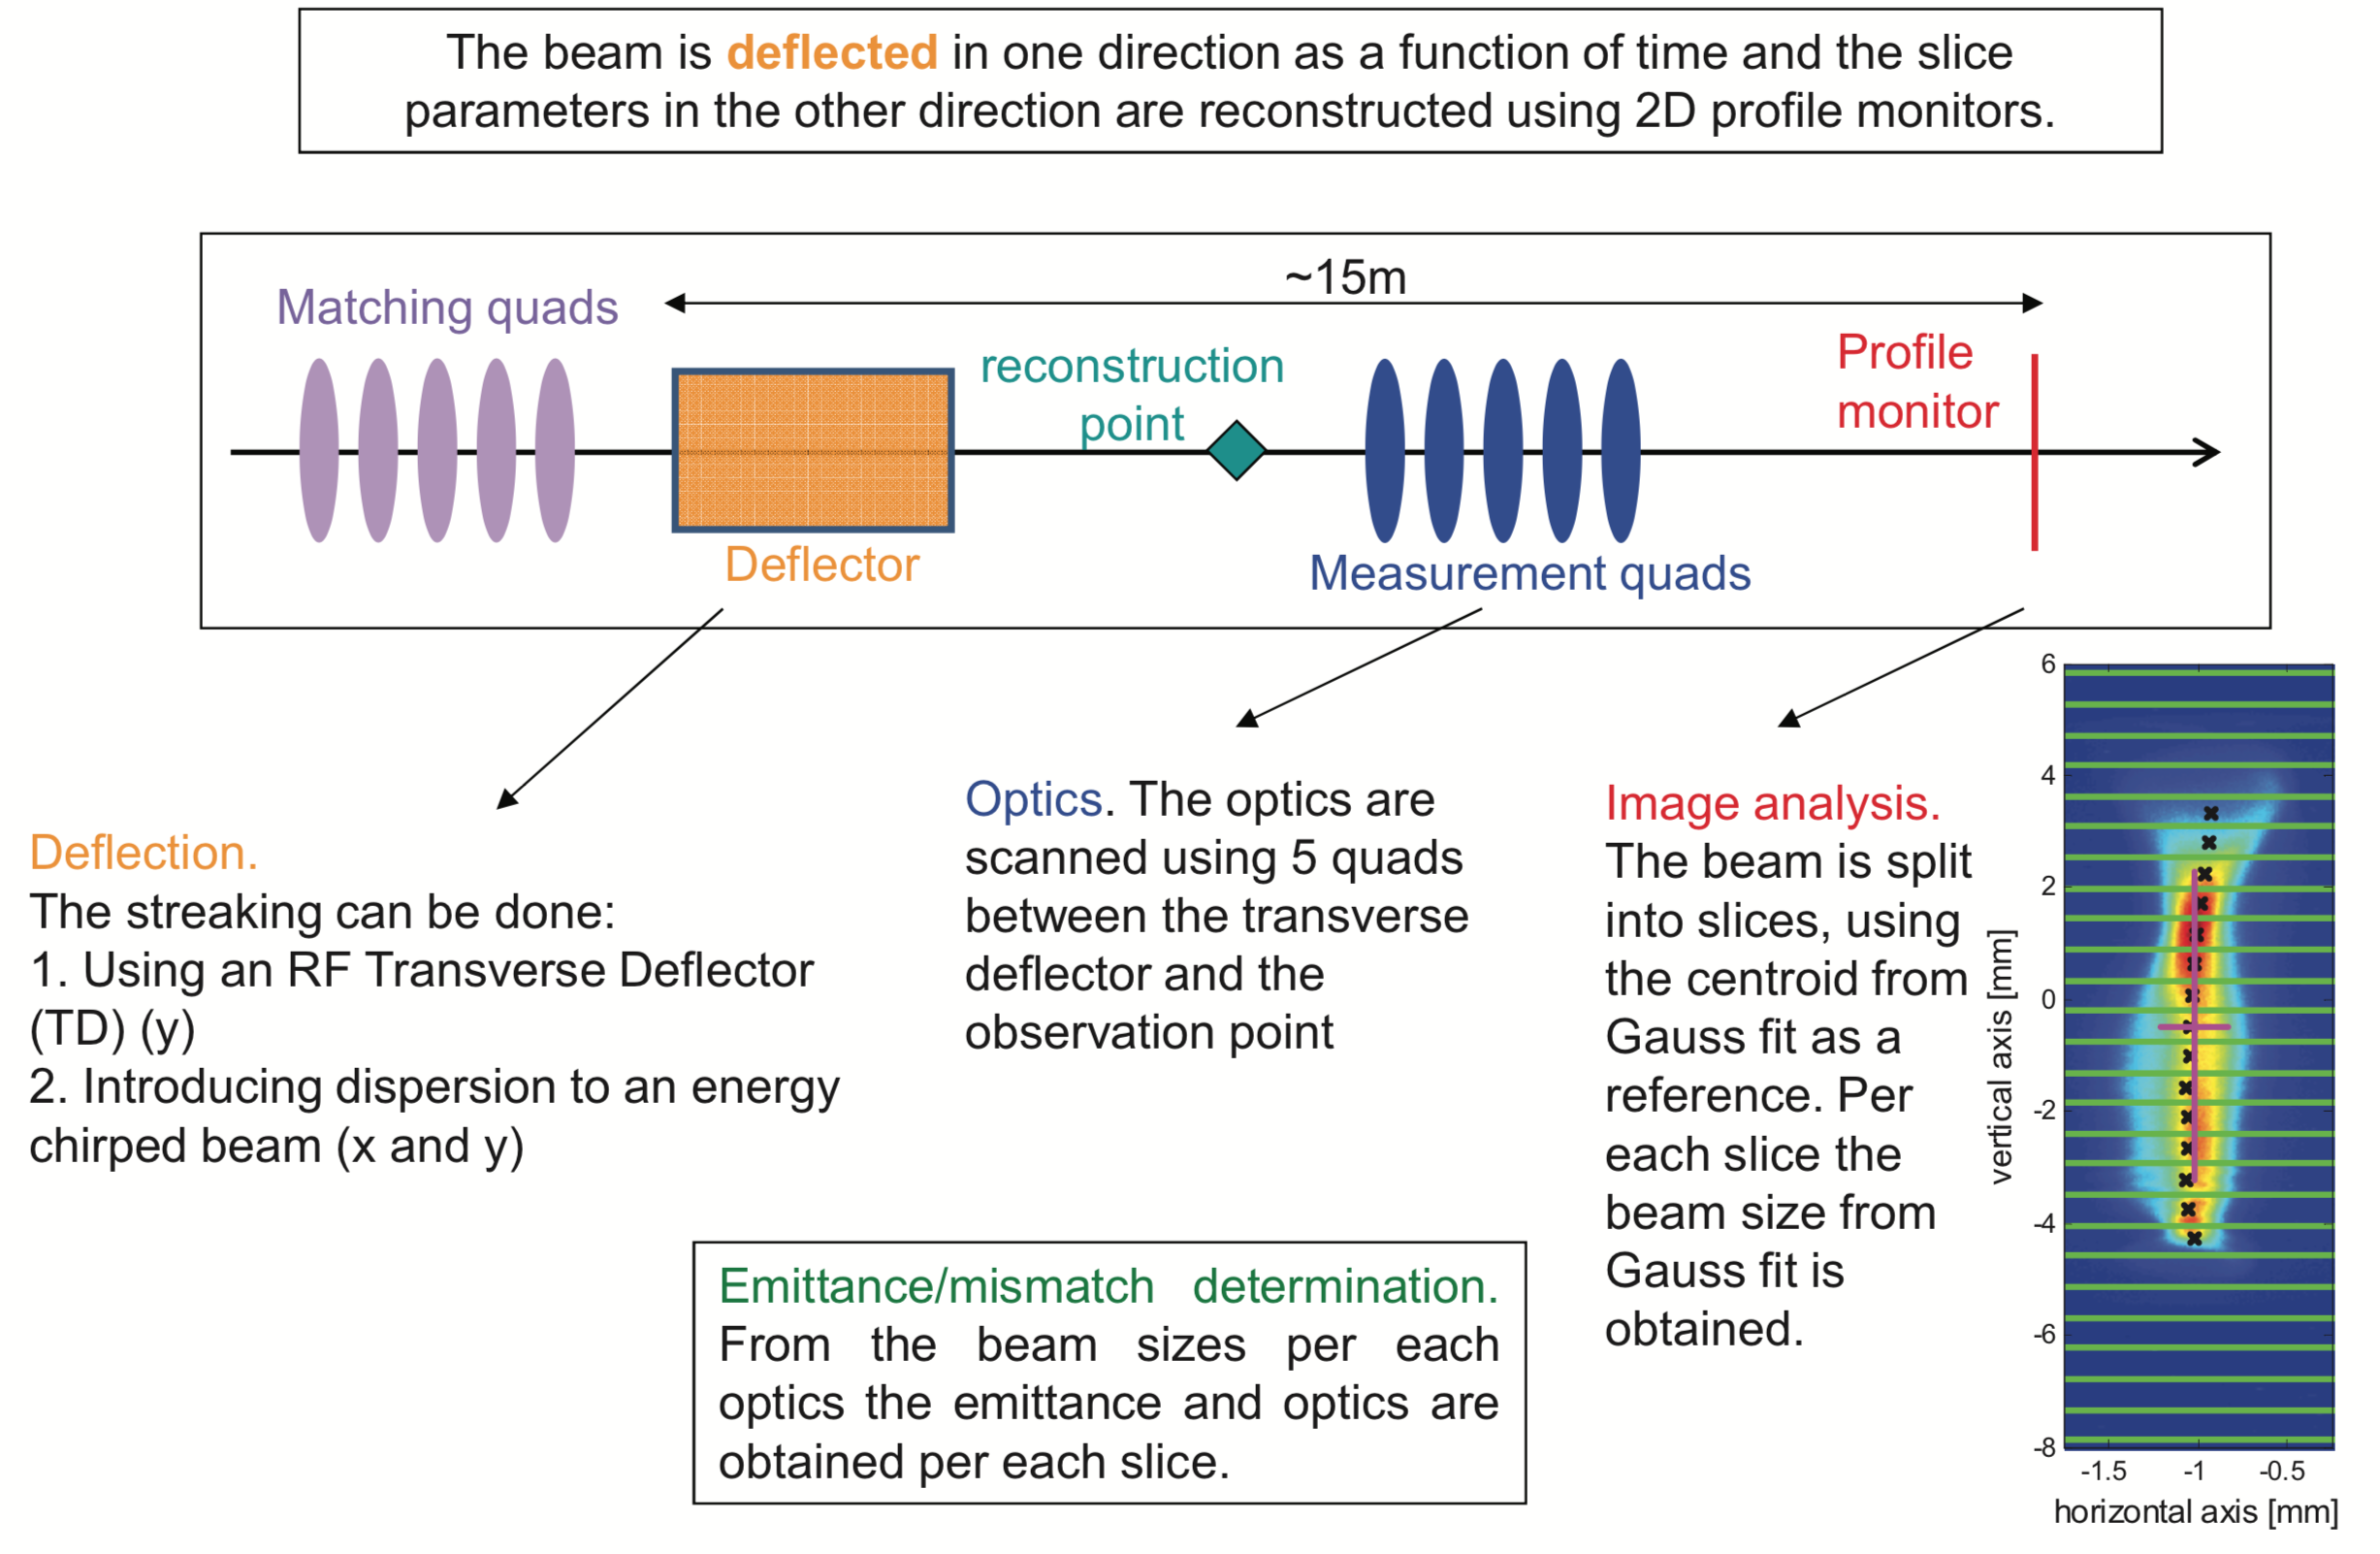 The beam is deflected in one direction as a function of time and the slice
parameters in the other direction are reconstructed using 2D profile monitors.
~15m
Matching quads
reconstruction
point
Profile
monitor
Deflector
Measurement quads
Deflection.
The streaking can be done:
1. Using an RF Transverse Deflector
(TD) (y)
2. Introducing dispersion to an energy
chirped beam (x and y)
Optics. The optics are
scanned using 5 quads
between the transverse
deflector and the
observation point
Image analysis.
The beam is split
into slices, using
the centroid from
Gauss fit as a
reference. Per
each slice the
beam size from
Gauss fit is
obtained.
Emittance/mismatch determination.
From the beam sizes per each
optics the emittance and optics are
obtained per each slice.
vertical axis [mm]
6
4
2
0
-2
-4
-6
-8
-1.5 -1 -0.5
horizontal axis [mm]